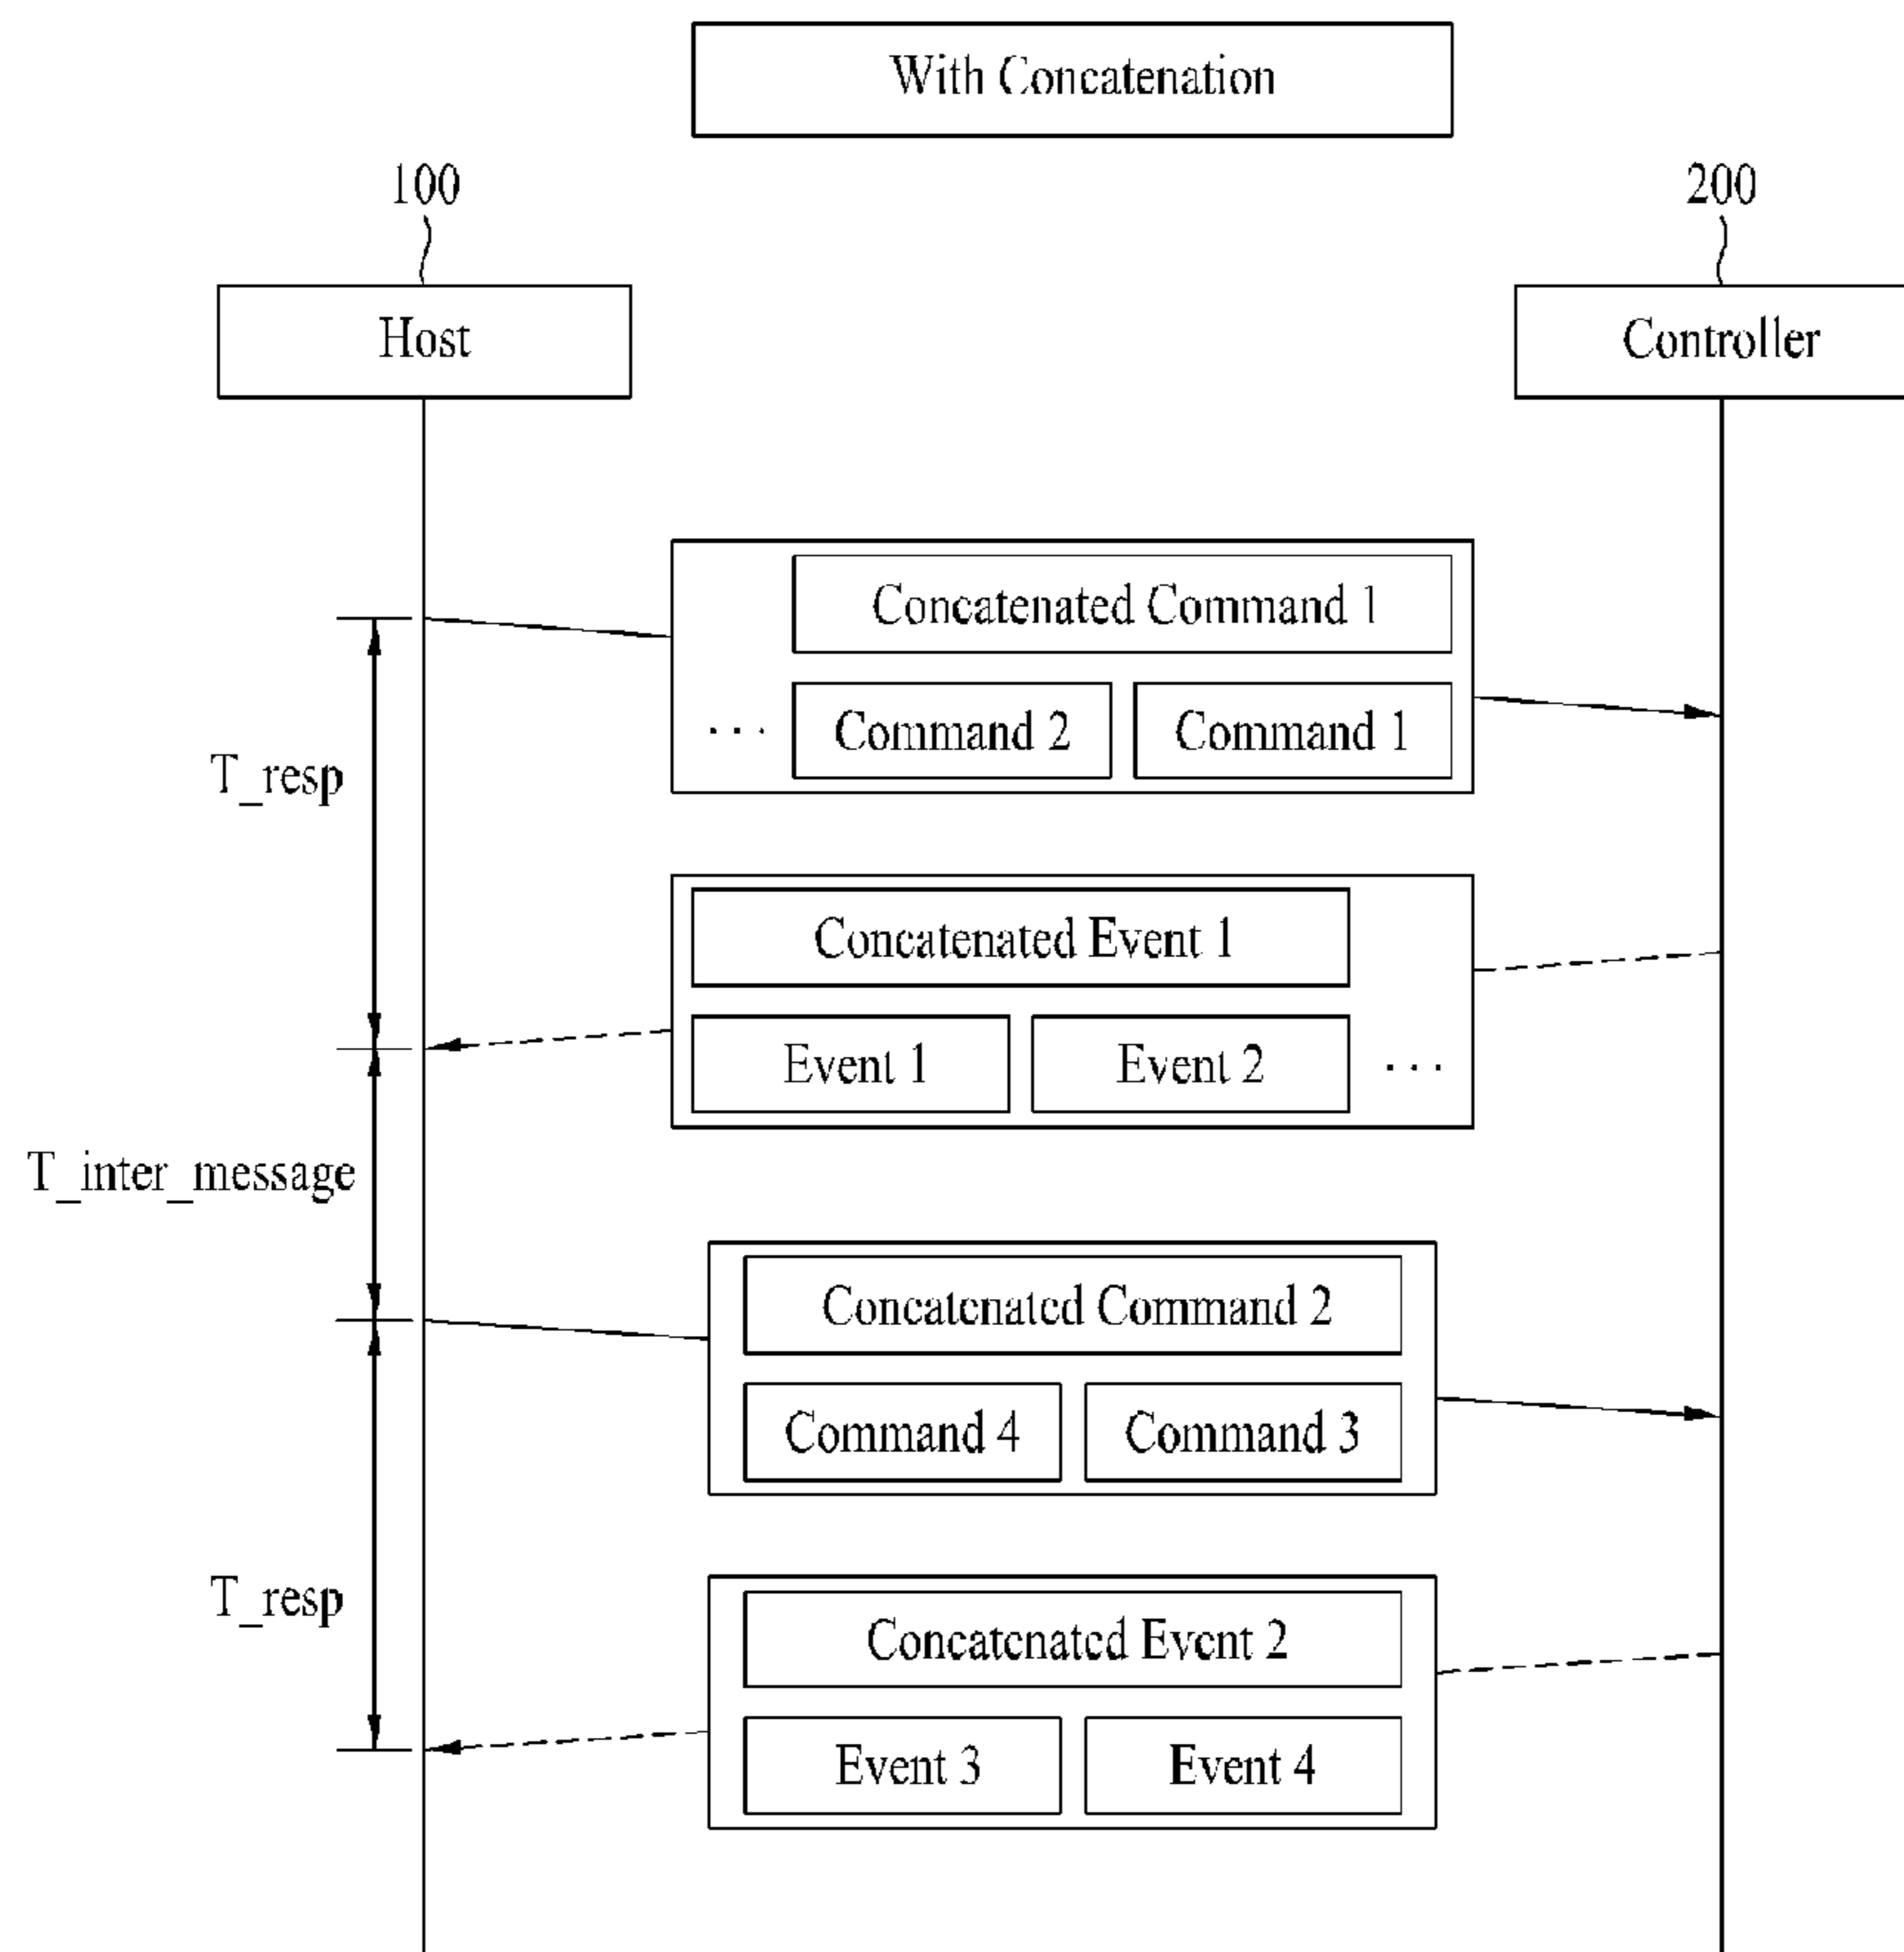 With Concatenation
100
200
Host
Controller
Concatenated Command 1
... Command 2 Command 1
T_resp
Concatenated Event 1
Event 1 Event 2 ...
T_inter_message
Concatenated Command 2
Command 4 Command 3
T_resp
Concatenated Event 2
Event 3 Event 4